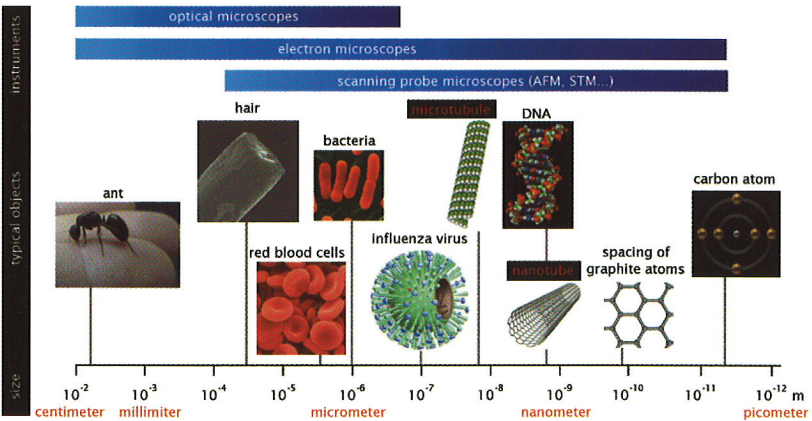 instruments
optical microscopes
electron microscopes
scanning probe microscopes (AFM, STM...)
typical objects
hair
microtubule
DNA
bacteria
ant
carbon atom
red blood cells
influenza virus
nanotube
spacing of
graphite atoms
size
10-2 10-3 10-4 10-5 10-6 10-7 10-8 10-9 10-10 10-11 10-12 m
centimeter millimiter micrometer nanometer picometer